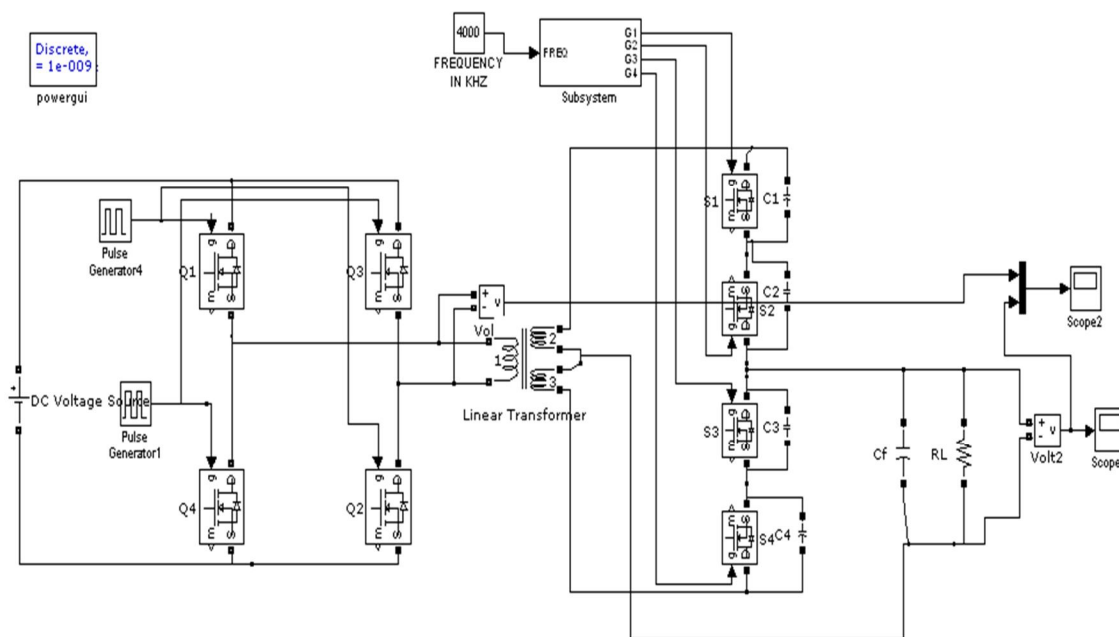 Discrete,
= 1e-009
powergui
4000
FREQUENCY
IN KHZ
FREQ
G1
G2
G3
G4
Subsystem
Pulse
Generator4
Q1
Q3
S1
C1
C2
S2
Scope2
+
-
v
Vol
1
2
3
Linear Transformer
DC Voltage Source
Pulse
Generator1
Q4
Q2
S3
C3
Cf
RL
+
-
v
Volt2
Scope
S4
C4
g
D
m
S